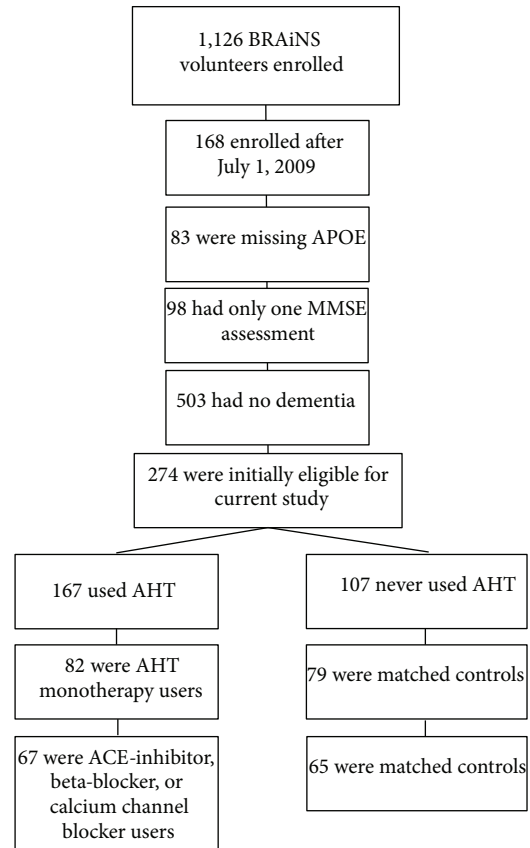 1,126 BRAiNS
volunteers enrolled
168 enrolled after
July 1, 2009
83 were missing APOE
98 had only one MMSE
assessment
503 had no dementia
274 were initially eligible for
current study
167 used AHT
82 were AHT
monotherapy users
67 were ACE-inhibitor,
beta-blocker, or
calcium channel
blocker users
107 never used AHT
79 were matched controls
65 were matched controls